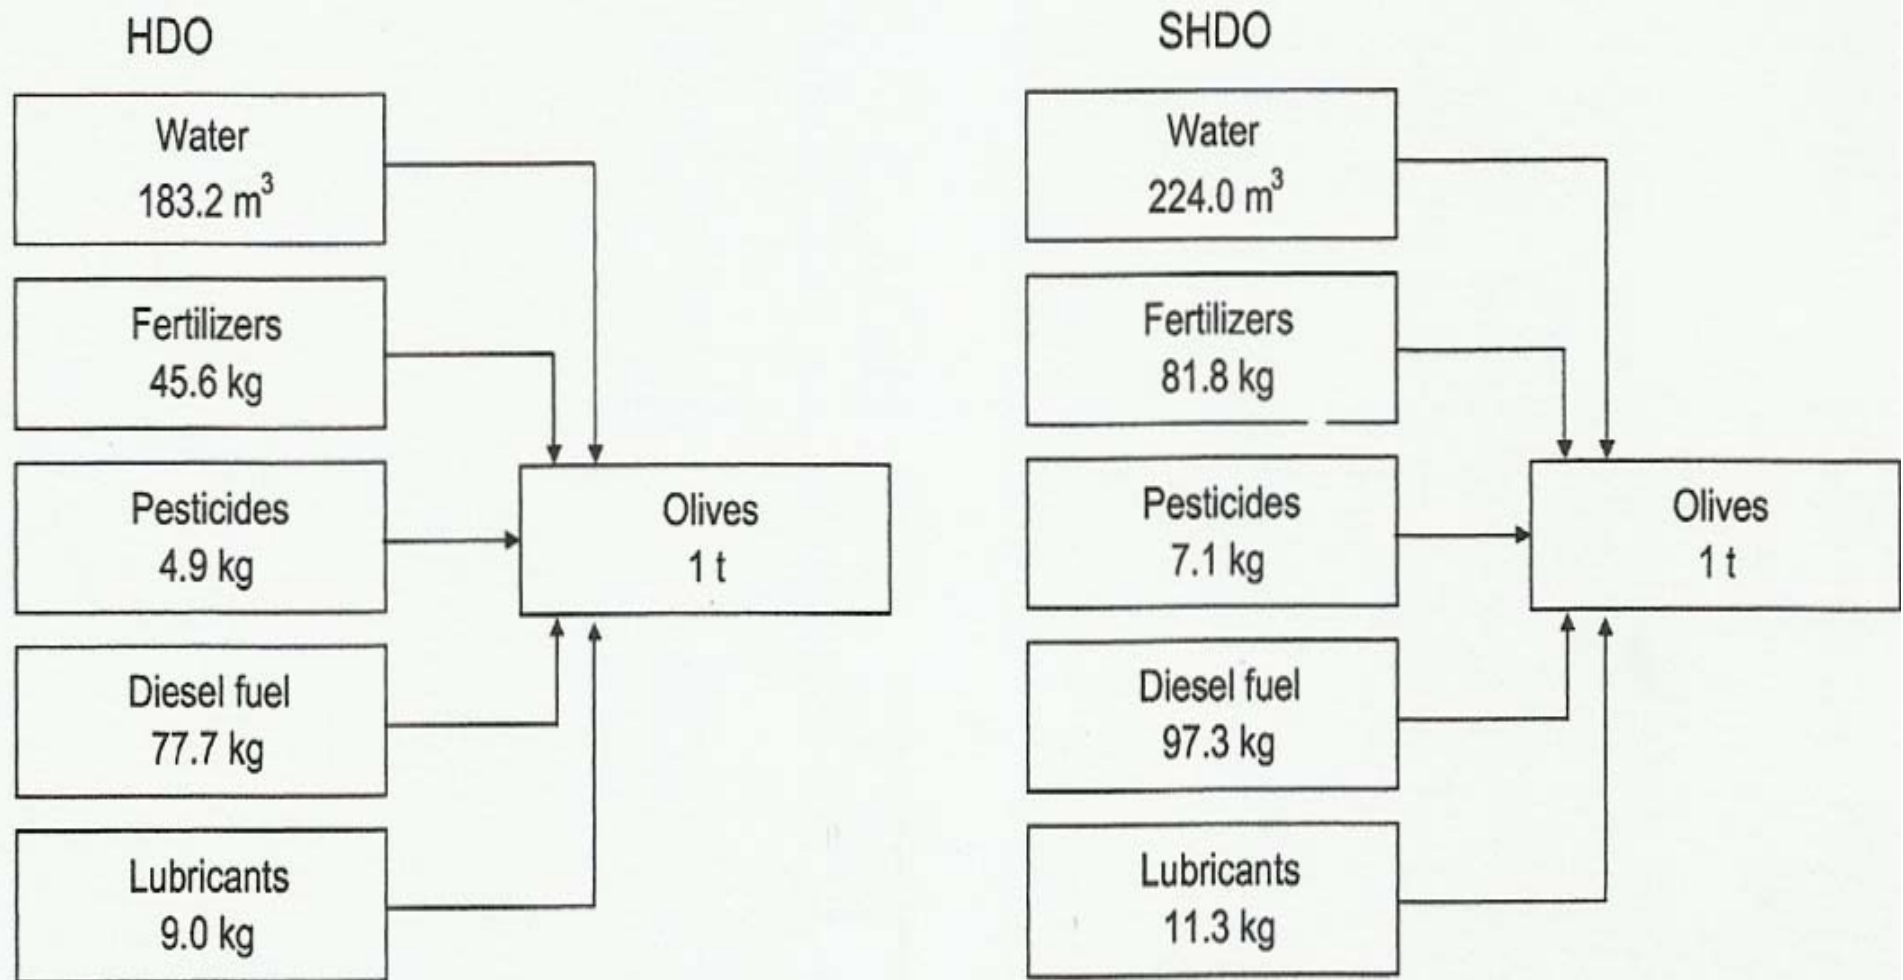 HDO
Water
183.2 m³
Fertilizers
45.6 kg
Pesticides
4.9 kg
Diesel fuel
77.7 kg
Lubricants
9.0 kg
Olives
1 t
SHDO
Water
224.0 m³
Fertilizers
81.8 kg
Pesticides
7.1 kg
Diesel fuel
97.3 kg
Lubricants
11.3 kg
Olives
1 t